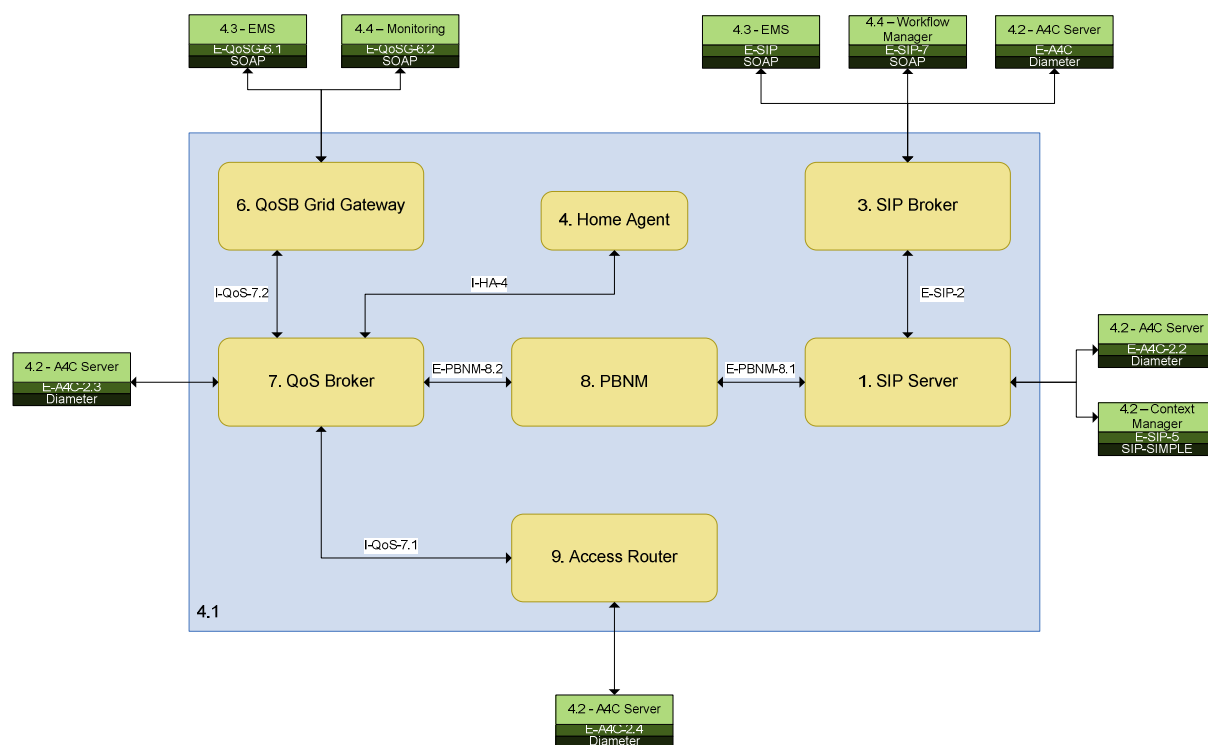 4.3 - EMS
E-QoSG-6.1
SOAP
4.4 – Monitoring
E-QoSG-6.2
SOAP
4.3 - EMS
E-SIP
SOAP
4.4 – Workflow
Manager
E-SIP-7
SOAP
4.2 - A4C Server
E-A4C
Diameter
6. QoSB Grid Gateway
4. Home Agent
3. SIP Broker
I-QoS-7.2
I-HA-4
E-SIP-2
4.2 - A4C Server
E-A4C-2.3
Diameter
7. QoS Broker
E-PBNM-8.2
8. PBNM
E-PBNM-8.1
1. SIP Server
4.2 - A4C Server
E-A4C-2.2
Diameter
4.2 – Context
Manager
E-SIP-5
SIP-SIMPLE
I-QoS-7.1
9. Access Router
4.1
4.2 - A4C Server
E-A4C-2.4
Diameter